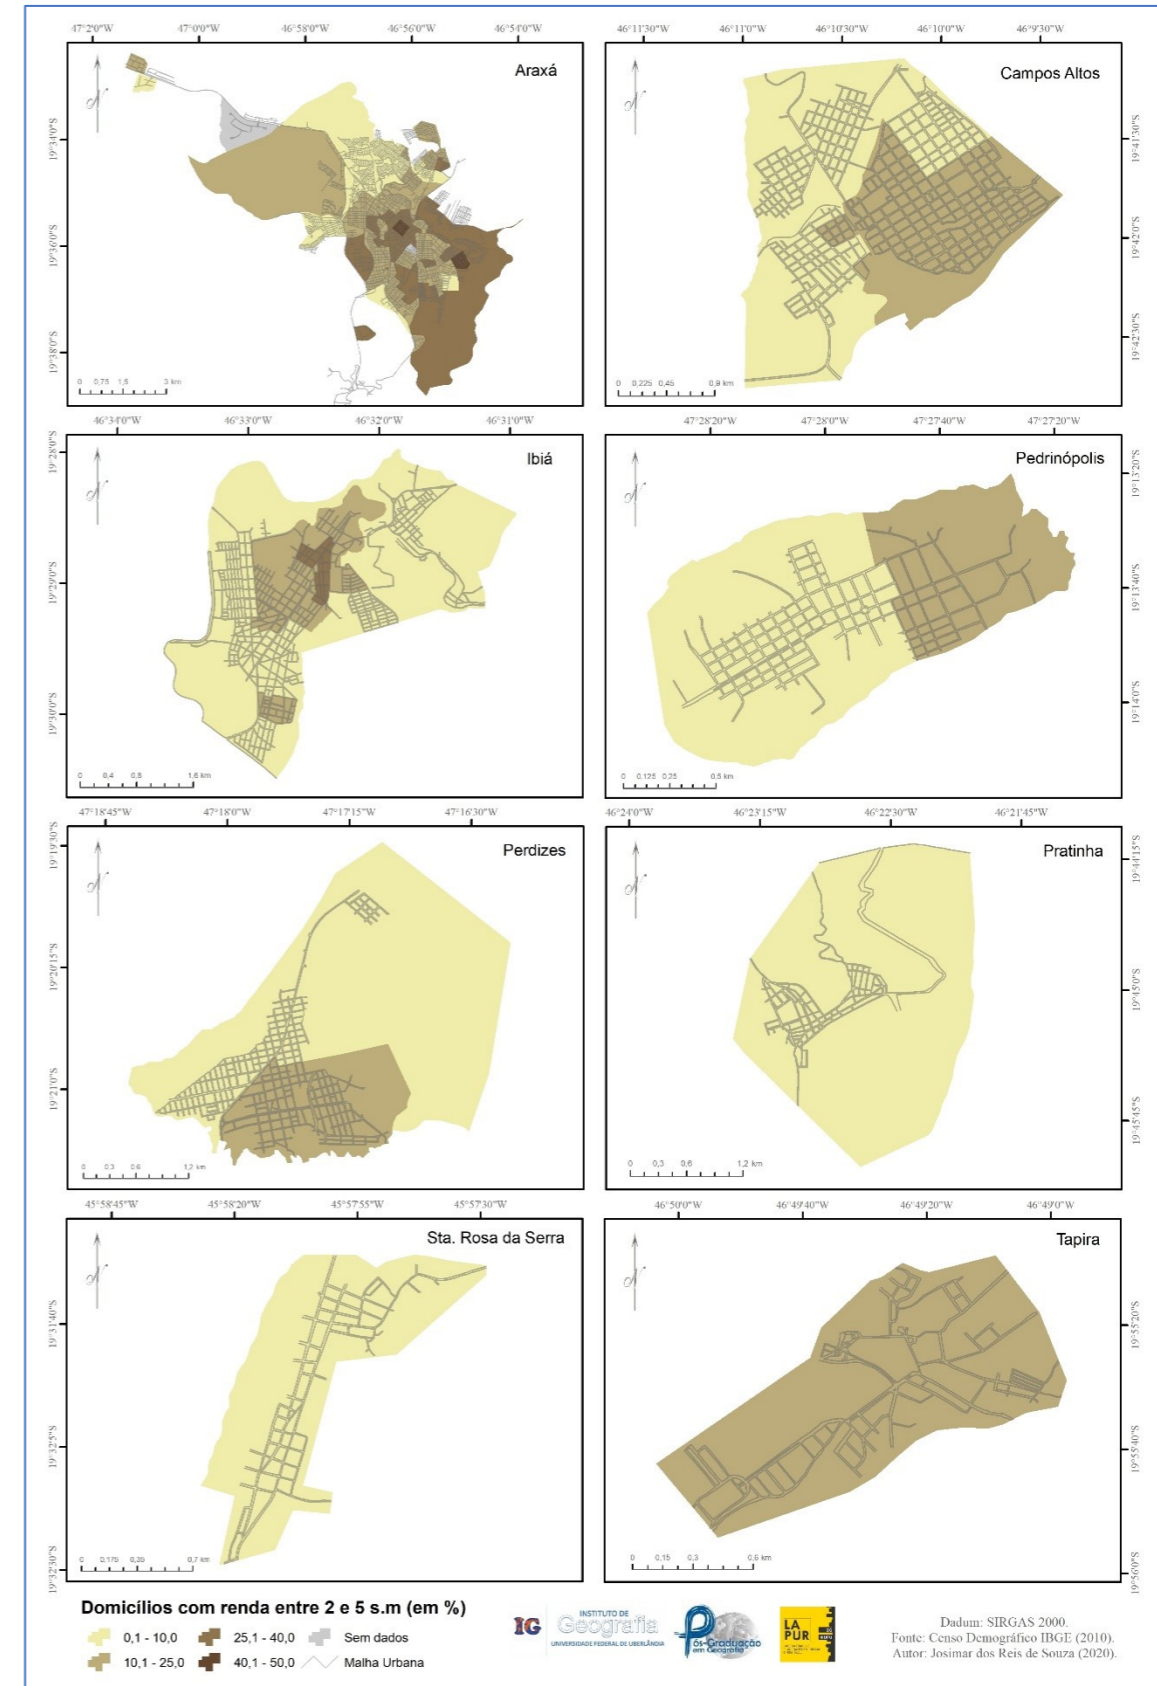 47°2'0"W 47°0'0"W 46°58'0"W 46°56'0"W 46°54'0"W
46°11'30"W 46°11'0"W 46°10'30"W 46°10'0"W 46°9'30"W
Araxá
Campos Altos
19°34'0"S
19°36'0"S
19°38'0"S
19°41'30"S
19°42'0"S
19°42'30"S
0 0,75 1,5 3 km
0 0,225 0,45 0,9 km
46°34'0"W 46°33'0"W 46°32'0"W 46°31'0"W
47°28'20"W 47°28'0"W 47°27'40"W 47°27'20"W
Ibiá
Pedrinópolis
19°28'0"S
19°29'0"S
19°30'0"S
19°13'20"S
19°13'40"S
19°14'0"S
0 0,4 0,8 1,6 km
0 0,125 0,25 0,5 km
47°18'45"W 47°18'0"W 47°17'15"W 47°16'30"W
46°24'0"W 46°23'15"W 46°22'30"W 46°21'45"W
Perdizes
Pratinha
19°19'30"S
19°20'15"S
19°21'0"S
19°44'15"S
19°45'0"S
19°45'45"S
0 0,3 0,6 1,2 km
0 0,3 0,6 1,2 km
45°58'45"W 45°58'20"W 45°57'55"W 45°57'30"W
46°50'0"W 46°49'40"W 46°49'20"W 46°49'0"W
Sta. Rosa da Serra
Tapira
19°31'40"S
19°32'5"S
19°32'30"S
19°55'20"S
19°55'40"S
19°56'0"S
0 0,175 0,35 0,7 km
0 0,15 0,3 0,6 km
Domicílios com renda entre 2 e 5 s.m (em %)
0,1 - 10,0 25,1 - 40,0 Sem dados
10,1 - 25,0 40,1 - 50,0 Malha Urbana
IG
INSTITUTO DE
Geografia
UNIVERSIDADE FEDERAL DE UBERLÂNDIA
Pós-Graduação
em Geografia
LA
PUR
Dadum: SIRGAS 2000.
Fonte: Censo Demográfico IBGE (2010).
Autor: Josimar dos Reis de Souza (2020).